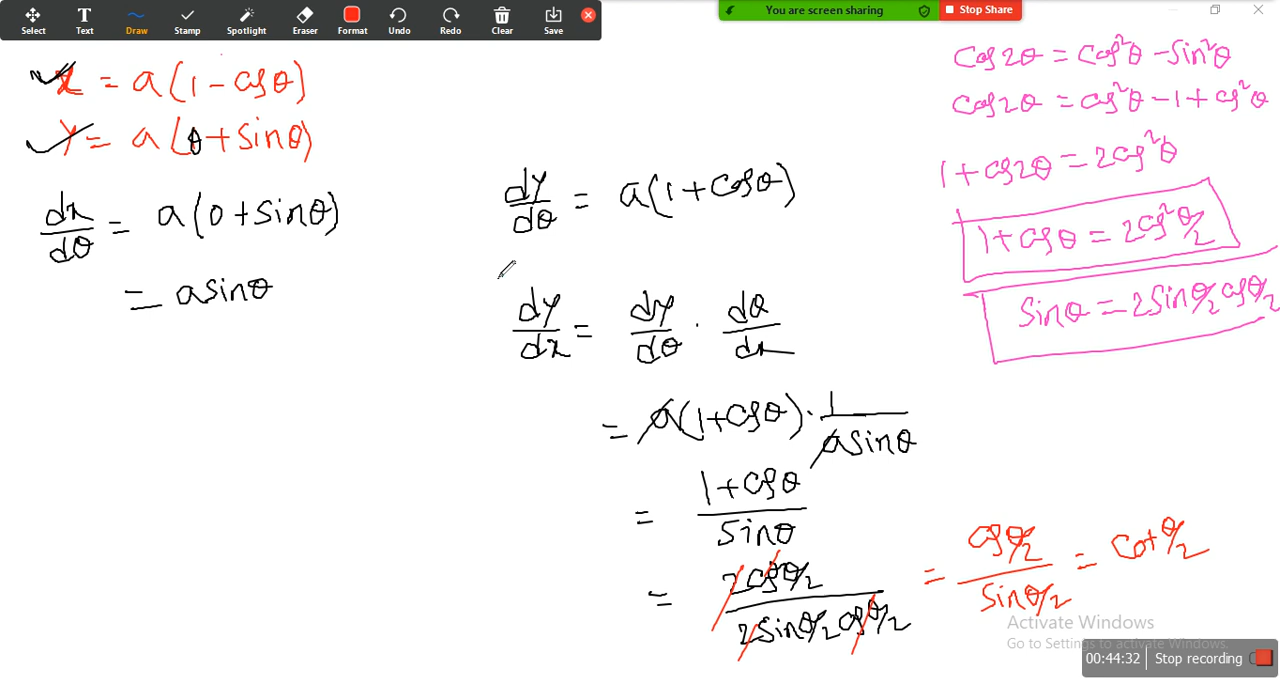 Select Text Draw Stamp Spotlight Eraser Format Undo Redo Clear Save
You are screen sharing Stop Share
x = a(1 - cosθ)
y = a(θ + sinθ)
dx/dθ = a(0 + sinθ)
= asinθ
dy/dθ = a(1 + cosθ)
dy/dx = dy/dθ · dθ/dx
= a(1 + cosθ) · 1/asinθ
= 1 + cosθ/sinθ
= 2cos²θ/2 / 2sinθ/2 cosθ/2 = cosθ/2 / sinθ/2 = cotθ/2
cos2θ = cos²θ - sin²θ
cos2θ = cos²θ - 1 + cos²θ
1 + cos2θ = 2cos²θ
1 + cosθ = 2cos²θ/2
sinθ = 2sinθ/2 cosθ/2
Activate Windows
Go to Settings to activate Windows.
00:44:32 Stop recording